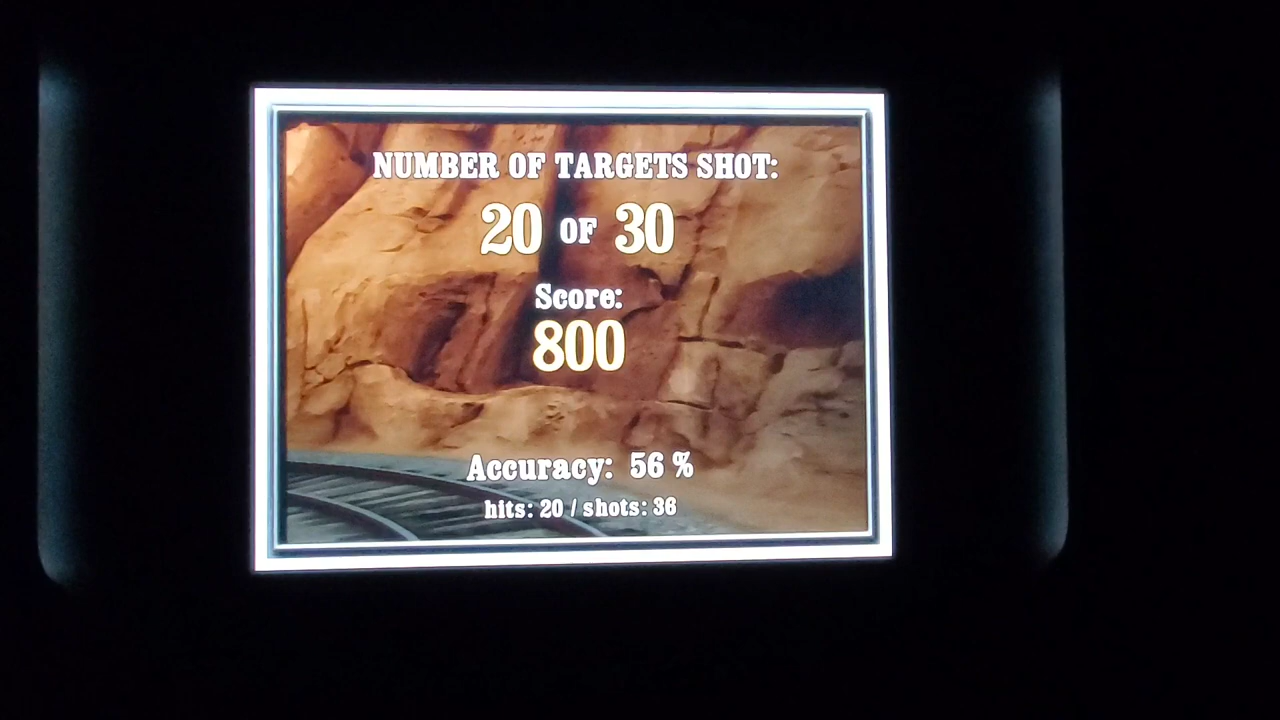 NUMBER OF TARGETS SHOT:
20 OF 30
Score:
800
Accuracy: 56 %
hits: 20 / shots: 36